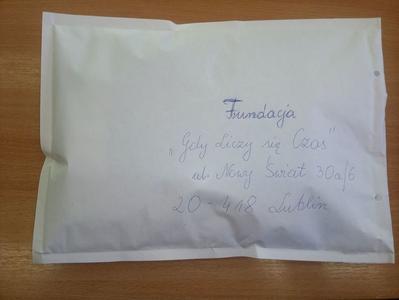 Fundacja
„Gdy Liczy się Czas"
ul. Nowy Świat 30a/6
20-418 Lublin